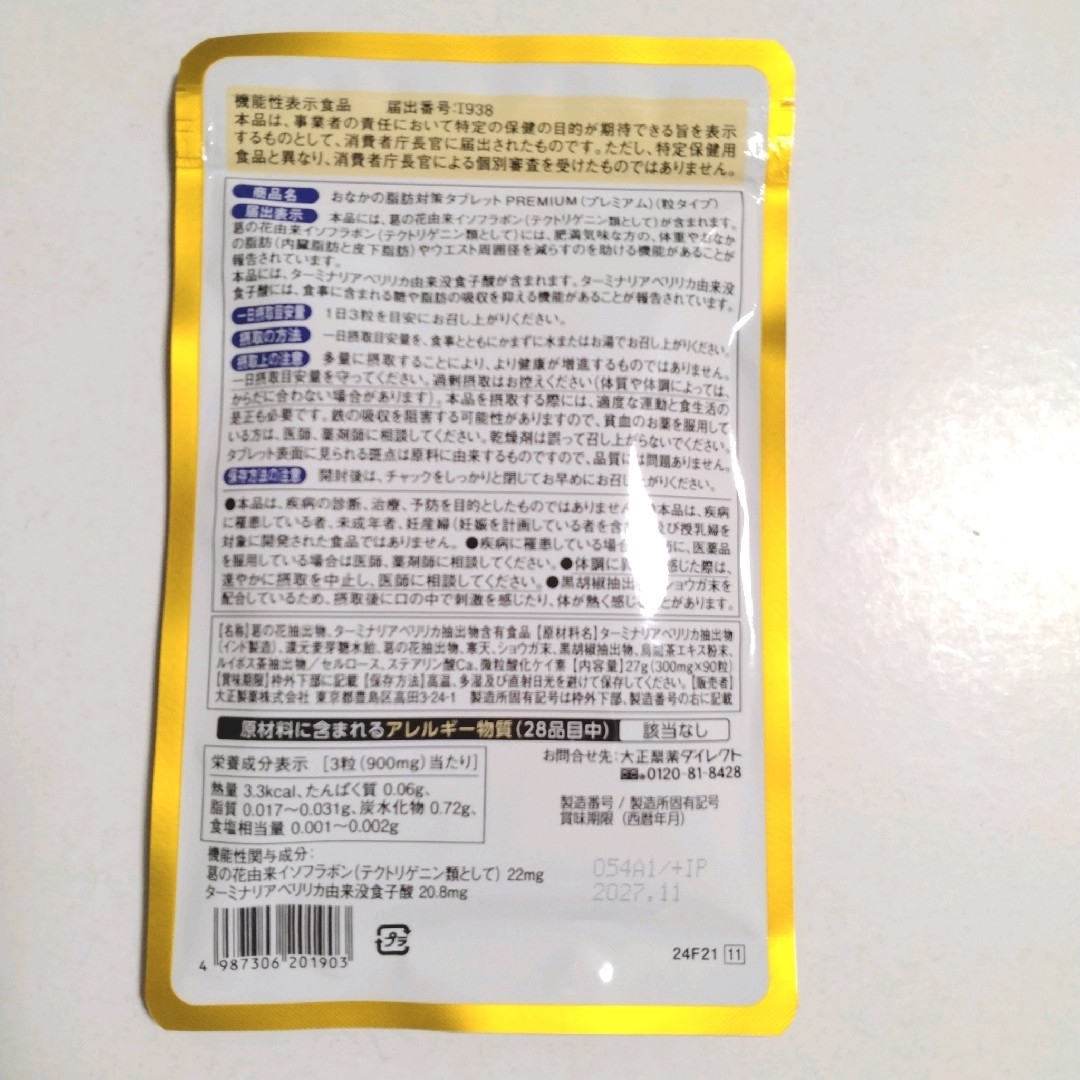 機能性表示食品 届出番号:I938
本品は、事業者の責任において特定の保健の目的が期待できる旨を表示
するものとして、消費者庁長官に届出されたものです。ただし、特定保健用
食品と異なり、消費者庁長官による個別審査を受けたものではありません。
商品名 おなかの脂肪対策タブレット PREMIUM(プレミアム)(粒タイプ)
届出表示 本品には、葛の花由来イソフラボン(テクトリゲニン類として)が含まれます。
葛の花由来イソフラボン(テクトリゲニン類として)には、肥満気味な方の、体重やおなか
の脂肪(内臓脂肪と皮下脂肪)やウエスト周囲径を減らすのを助ける機能があることが
報告されています。
本品には、ターミナリアベリリカ由来没食子酸が含まれます。ターミナリアベリリカ由来没
食子酸には、食事に含まれる糖や脂肪の吸収を抑える機能があることが報告されています。
一日摂取目安量 1日3粒を目安にお召し上がりください。
摂取の方法 一日摂取目安量を、食事とともにかまずに水またはお湯でお召し上がりください。
摂取上の注意 多量に摂取することにより、より健康が増進するものではありません。
一日摂取目安量を守ってください。過剰摂取はお控えください(体質や体調によっては、
からだに合わない場合があります)。本品を摂取する際には、適度な運動と食生活の
是正も必要です。鉄の吸収を阻害する可能性がありますので、貧血のお薬を服用して
いる方は、医師、薬剤師に相談してください。乾燥剤は誤って召し上がらないでください。
タブレット表面に見られる斑点は原料に由来するものですので、品質には問題ありません。
保存方法の注意 開封後は、チャックをしっかりと閉じてお早めにお召し上がりください。
●本品は、疾病の診断、治療、予防を目的としたものではありません 本品は、疾病
に罹患している者、未成年者、妊産婦(妊娠を計画している者を含 及び授乳婦を
対象に開発された食品ではありません。●疾病に罹患している場合 師に、医薬品
を服用している場合は医師、薬剤師に相談してください。●体調に異 感じた際は、
速やかに摂取を中止し、医師に相談してください。●黒胡椒抽出 ショウガ末を
配合しているため、摂取後に口の中で刺激を感じたり、体が熱く感じ ことがあります。
【名称】葛の花抽出物、ターミナリアベリリカ抽出物含有食品【原材料名】ターミナリアベリリカ抽出物
(インド製造)、還元麦芽糖水飴、葛の花抽出物、寒天、ショウガ末、黒胡椒抽出物、烏龍茶エキス粉末、
ルイボス茶抽出物/セルロース、ステアリン酸Ca、微粒酸化ケイ素【内容量】27g(300mg×90粒)
【賞味期限】枠外下部に記載【保存方法】高温、多湿及び直射日光を避けて保存してください。【販売者】
大正製薬株式会社 東京都豊島区高田3-24-1 製造所固有記号は枠外下部、製造番号の右に記載
原材料に含まれるアレルギー物質(28品目中) 該当なし
栄養成分表示 [3粒(900mg)当たり]
熱量 3.3kcal、たんぱく質 0.06g、
脂質 0.017〜0.031g、炭水化物 0.72g、
食塩相当量 0.001〜0.002g
お問合せ先:大正製薬ダイレクト
0120-81-8428
製造番号 / 製造所固有記号
賞味期限 (西暦年月)
機能性関与成分:
葛の花由来イソフラボン(テクトリゲニン類として) 22mg
ターミナリアベリリカ由来没食子酸 20.8mg
054A1/+IP
2027.11
4 987306 201903
プラ
24F21 11